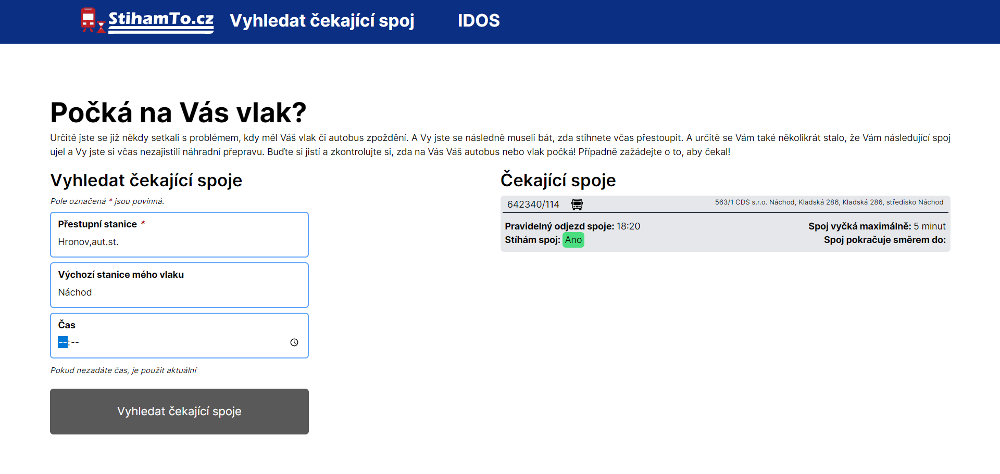 StihamTo.cz
Vyhledat čekající spoj
IDOS
Počká na Vás vlak?
Určitě jste se již někdy setkali s problémem, kdy měl Váš vlak či autobus zpoždění. A Vy jste se následně museli bát, zda stihnete včas přestoupit. A určitě se Vám také několikrát stalo, že Vám následující spoj
ujel a Vy jste si včas nezajistili náhradní přepravu. Buďte si jistí a zkontrolujte si, zda na Vás Váš autobus nebo vlak počká! Případně zažádejte o to, aby čekal!
Vyhledat čekající spoje
Pole označená * jsou povinná.
Přestupní stanice *
Hronov,aut.st.
Výchozí stanice mého vlaku
Náchod
Čas
--:--
Pokud nezadáte čas, je použit aktuální
Vyhledat čekající spoje
Čekající spoje
642340/114
563/1 CDS s.r.o. Náchod, Kladská 286, Kladská 286, středisko Náchod
Pravidelný odjezd spoje: 18:20
Spoj vyčká maximálně: 5 minut
Stíhám spoj: Ano
Spoj pokračuje směrem do: